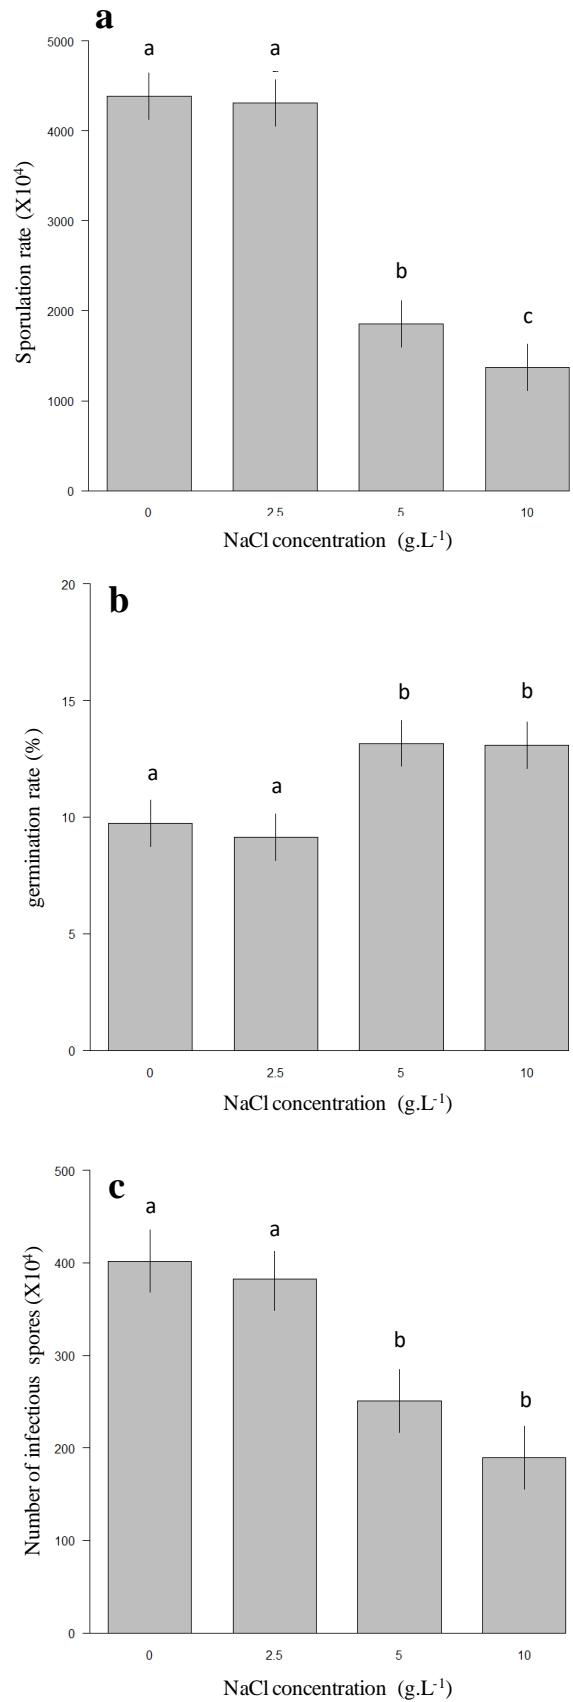 a
5000
4000
3000
2000
1000
0
Sporulation rate (X10⁴)
a
a
b
c
0
2.5
5
10
NaCl concentration (g.L⁻¹)
b
20
15
10
5
0
germination rate (%)
a
a
b
b
0
2.5
5
10
NaCl concentration (g.L⁻¹)
c
500
400
300
200
100
0
Number of infectious spores (X10⁴)
a
a
b
b
0
2.5
5
10
NaCl concentration (g.L⁻¹)